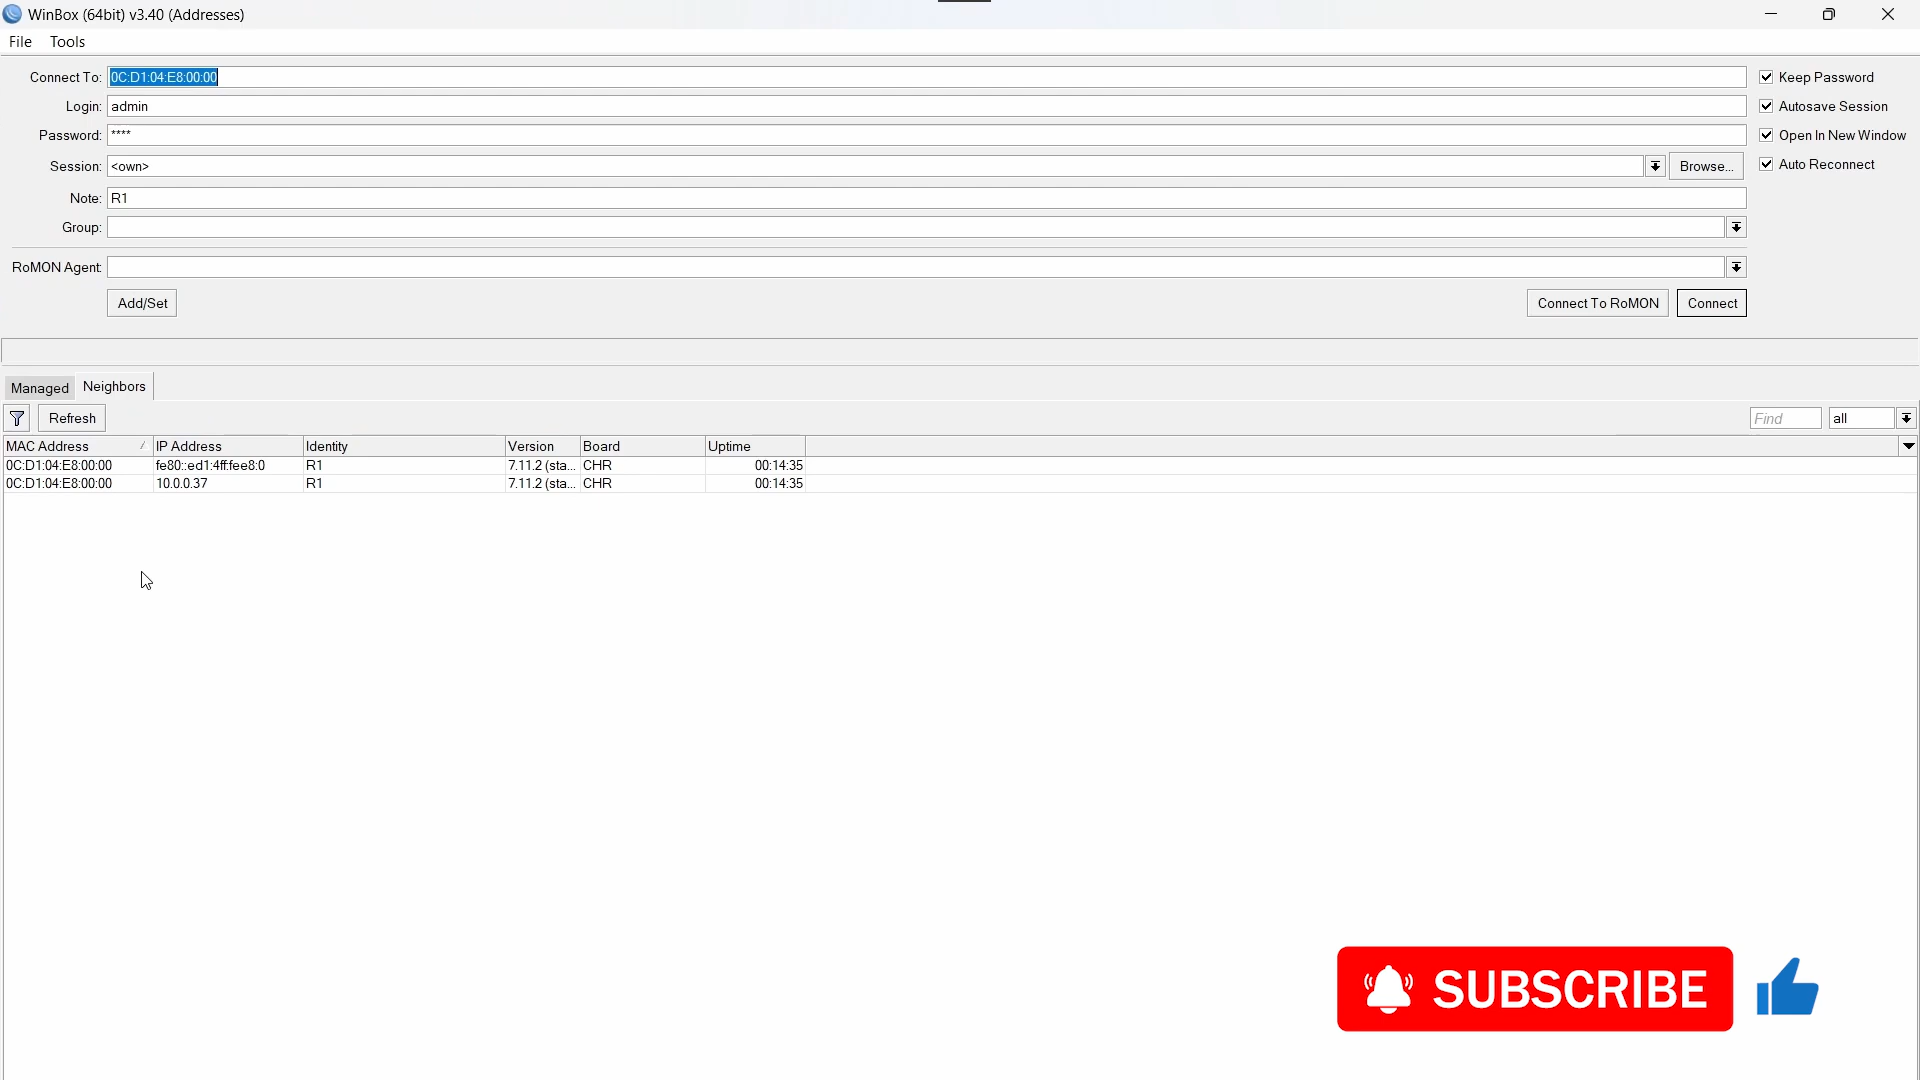 WinBox (64bit) v3.40 (Addresses)
File Tools
Connect To: 0C:D1:04:E8:00:00
Keep Password
Login: admin
Autosave Session
Password: ****
Open In New Window
Session: <own>
Browse...
Auto Reconnect
Note: R1
Group:
RoMON Agent
Add/Set
Connect To RoMON
Connect
Managed Neighbors
Refresh
Find
all
MAC Address IP Address Identity Version Board Uptime
0C:D1:04:E8:00:00 fe80::ed1:4ff:fee8:0 R1 7.11.2 (sta... CHR 00:14:35
0C:D1:04:E8:00:00 10.0.0.37 R1 7.11.2 (sta... CHR 00:14:35
SUBSCRIBE